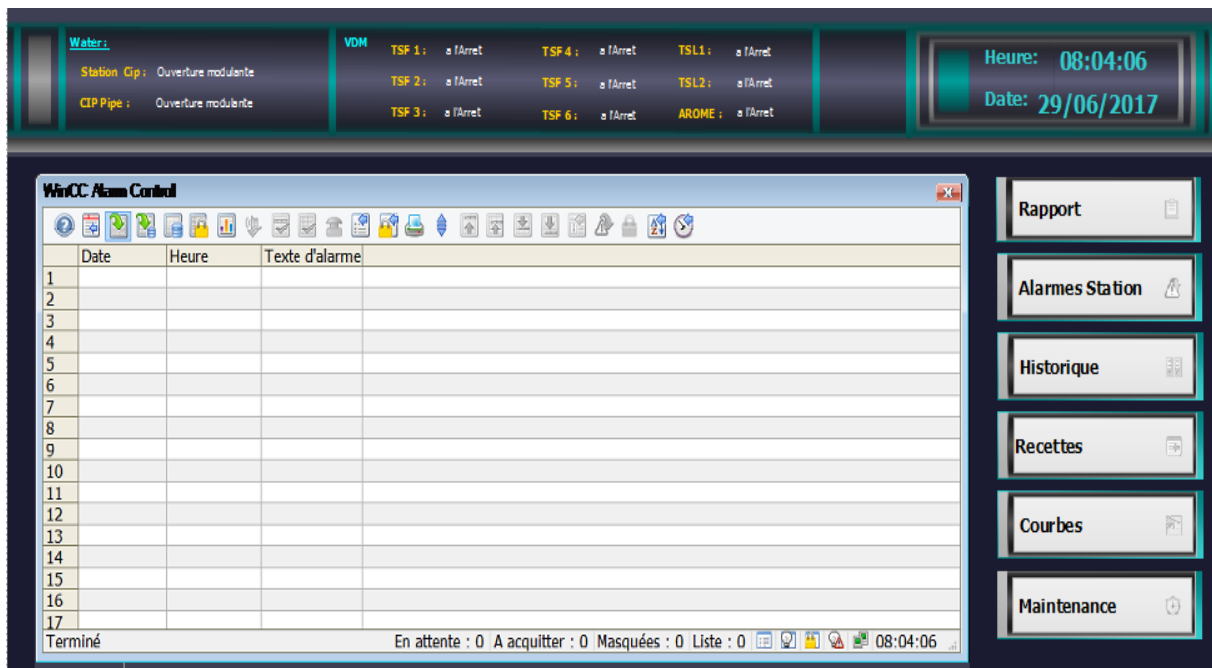 Water :
Station Cip : Ouverture modulante
CIP Pipe : Ouverture modulante
VDM
TSF 1 : a l'Arret
TSF 2 : a l'Arret
TSF 3 : a l'Arret
TSF 4 : a l'Arret
TSF 5 : a l'Arret
TSF 6 : a l'Arret
TSL1 : a l'Arret
TSL2 : a l'Arret
AROME : a l'Arret
Heure: 08:04:06
Date: 29/06/2017
WinCC Alarm Control
Date Heure Texte d'alarme
1
2
3
4
5
6
7
8
9
10
11
12
13
14
15
16
17
Terminé En attente : 0 A acquitter : 0 Masquées : 0 Liste : 0 08:04:06
Rapport
Alarmes Station
Historique
Recettes
Courbes
Maintenance